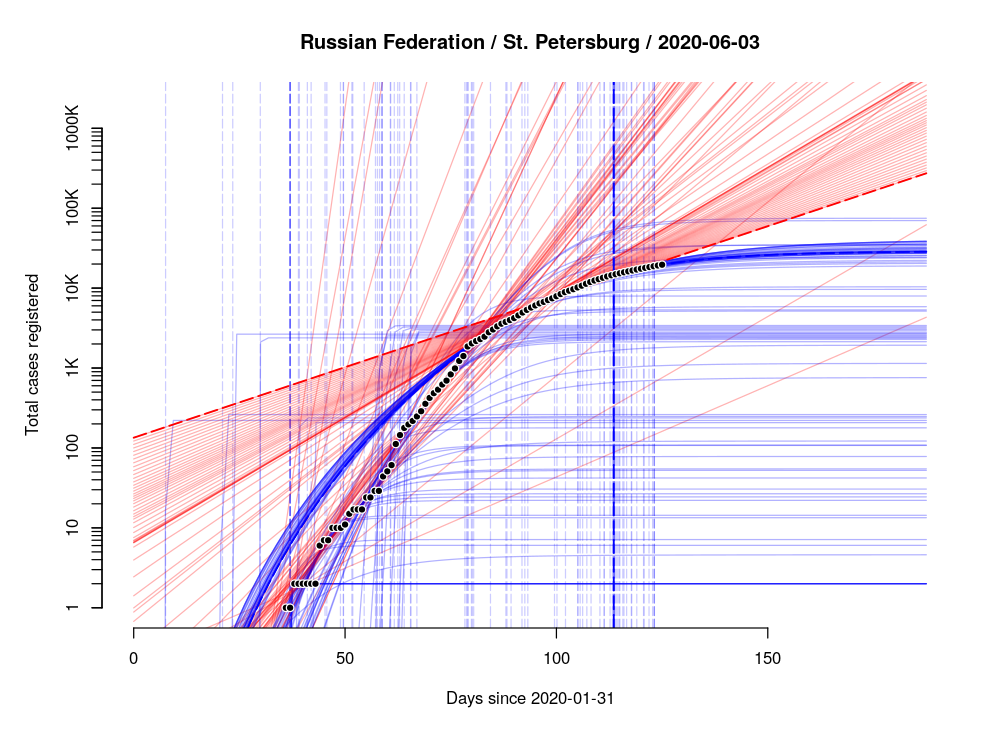 Russian Federation / St. Petersburg / 2020-06-03
Total cases registered
1000K
100K
10K
1K
100
10
1
0 50 100 150
Days since 2020-01-31